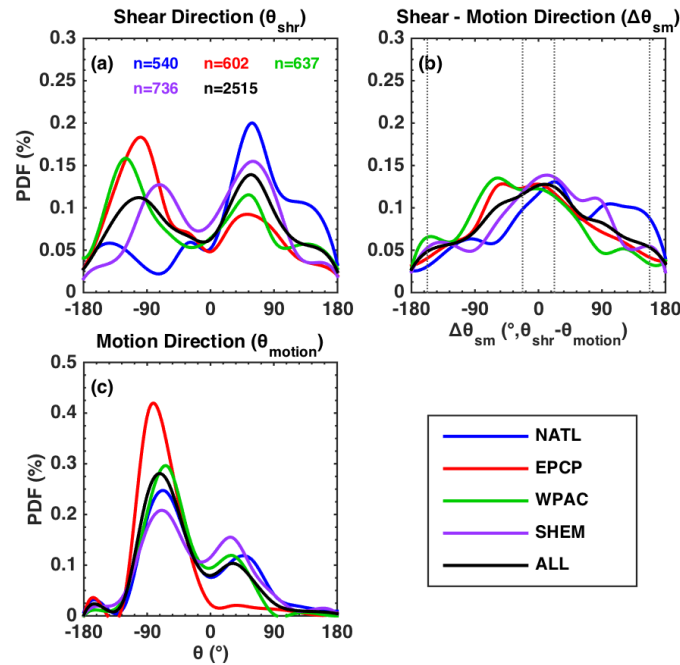 Shear Direction (θshr)
PDF (%)
0.3
0.25
0.2
0.15
0.1
0.05
0
(a)
n=540 n=602 n=637
n=736 n=2515
-180 -90 0 90 180
Shear - Motion Direction (Δθsm)
PDF (%)
0.3
0.25
0.2
0.15
0.1
0.05
0
(b)
-180 -90 0 90 180
Δθsm (°,θshr-θmotion)
Motion Direction (θmotion)
PDF (%)
0.5
0.4
0.3
0.2
0.1
0
(c)
-180 -90 0 90 180
θ (°)
NATL
EPCP
WPAC
SHEM
ALL